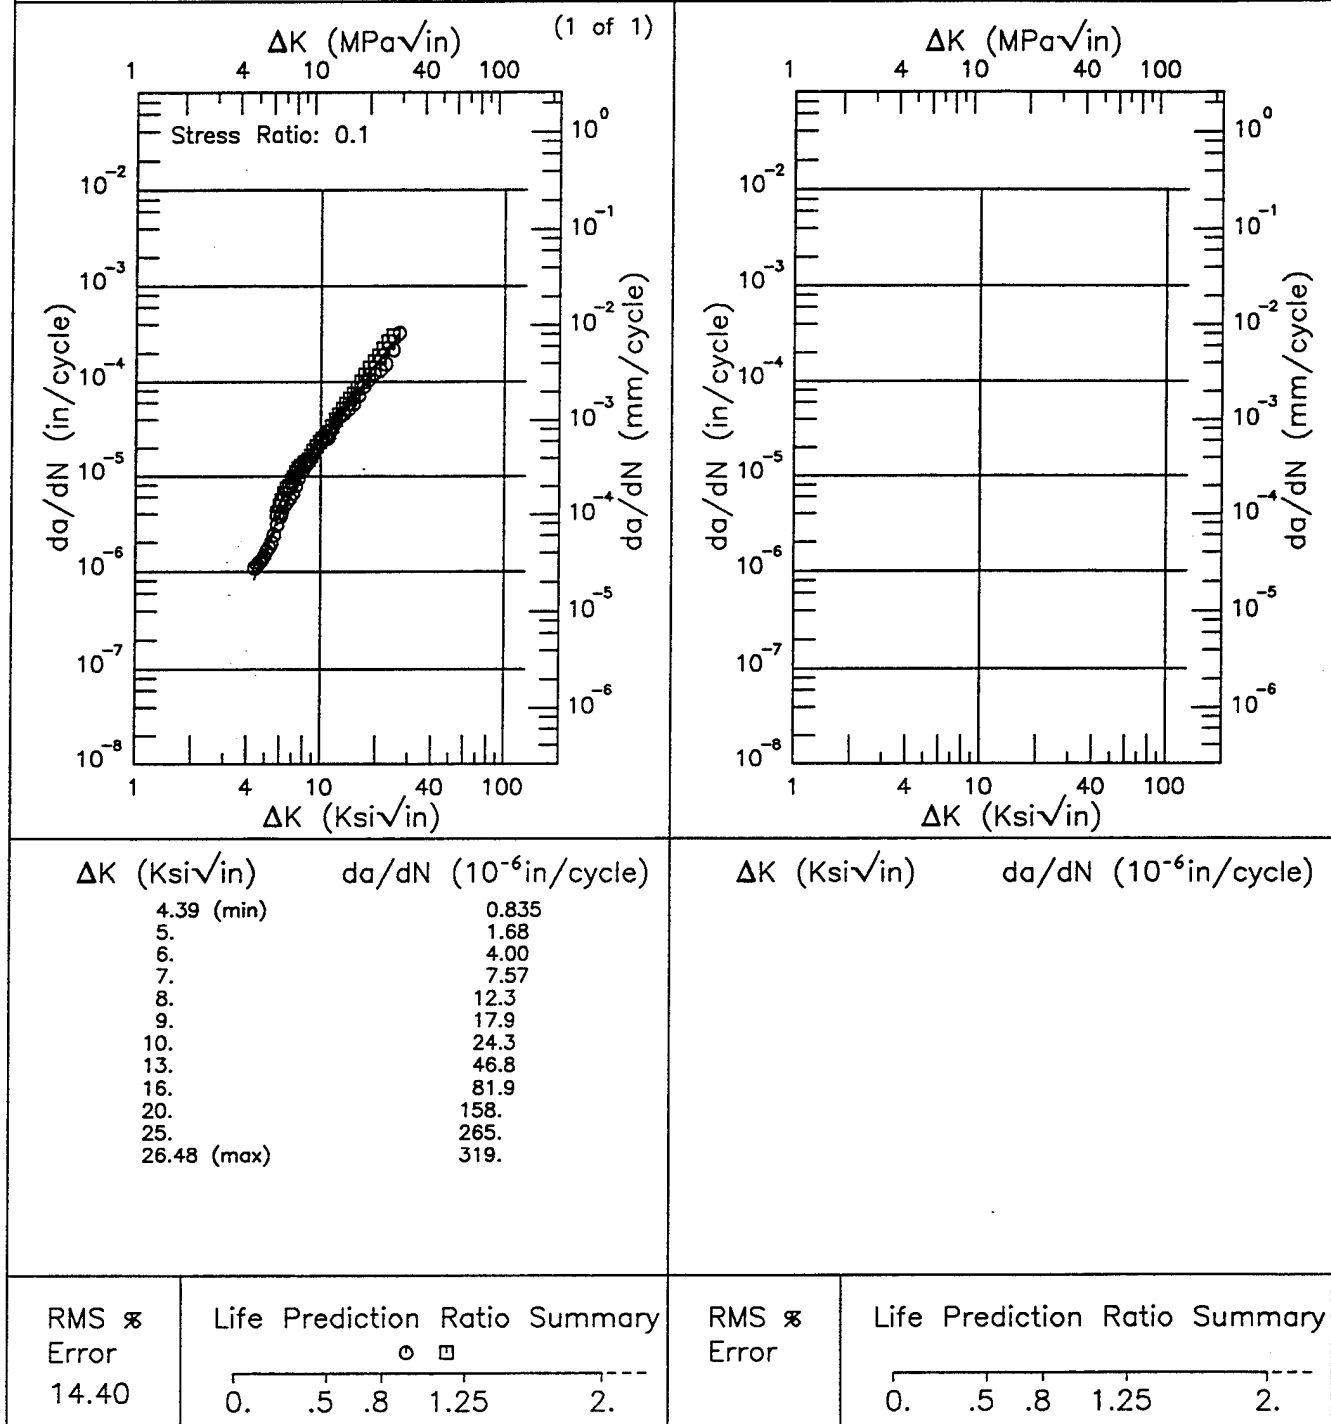 (1 of 1)
ΔK (MPa√in)
1 4 10 40 100
Stress Ratio: 0.1
10⁻²
10⁻³
10⁻⁴
10⁻⁵
10⁻⁶
10⁻⁷
10⁻⁸
da/dN (in/cycle)
10⁰
10⁻¹
10⁻²
10⁻³
10⁻⁴
10⁻⁵
10⁻⁶
da/dN (mm/cycle)
1 4 10 40 100
ΔK (Ksi√in)
ΔK (MPa√in)
1 4 10 40 100
10⁻²
10⁻³
10⁻⁴
10⁻⁵
10⁻⁶
10⁻⁷
10⁻⁸
da/dN (in/cycle)
10⁰
10⁻¹
10⁻²
10⁻³
10⁻⁴
10⁻⁵
10⁻⁶
da/dN (mm/cycle)
1 4 10 40 100
ΔK (Ksi√in)
ΔK (Ksi√in) da/dN (10⁻⁶in/cycle)
4.39 (min) 0.835
5. 1.68
6. 4.00
7. 7.57
8. 12.3
9. 17.9
10. 24.3
13. 46.8
16. 81.9
20. 158.
25. 265.
26.48 (max) 319.
ΔK (Ksi√in) da/dN (10⁻⁶in/cycle)
RMS %
Error
14.40
Life Prediction Ratio Summary
0. .5 .8 1.25 2.
RMS %
Error
Life Prediction Ratio Summary
0. .5 .8 1.25 2.